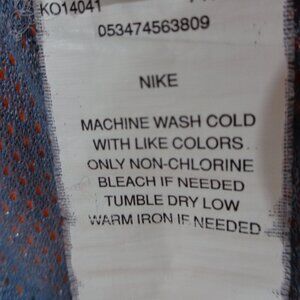 KO14041
053474563809
NIKE
MACHINE WASH COLD
WITH LIKE COLORS
ONLY NON-CHLORINE
BLEACH IF NEEDED
TUMBLE DRY LOW
WARM IRON IF NEEDED